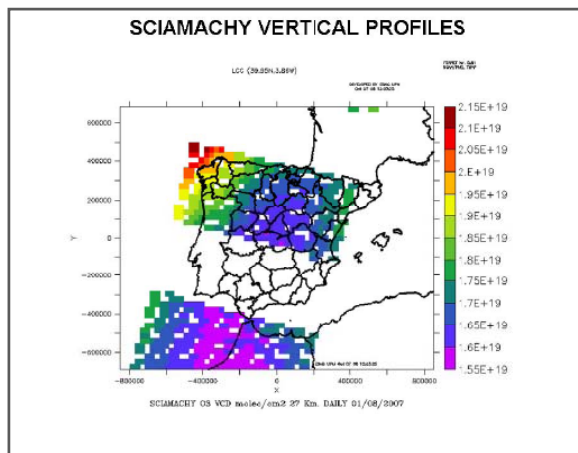 SCIAMACHY VERTICAL PROFILES
LCC (39.85N,3.88W)
2.15E+19
2.1E+19
2.05E+19
2.E+19
1.95E+19
1.9E+19
1.85E+19
1.8E+19
1.75E+19
1.7E+19
1.65E+19
1.6E+19
1.55E+19
600000
400000
200000
0
−200000
−400000
−600000
Y
−800000 −400000 0 400000 800000
X
SCIAMACHY O3 VCD molec/cm2 27 Km. DAILY 01/08/2007